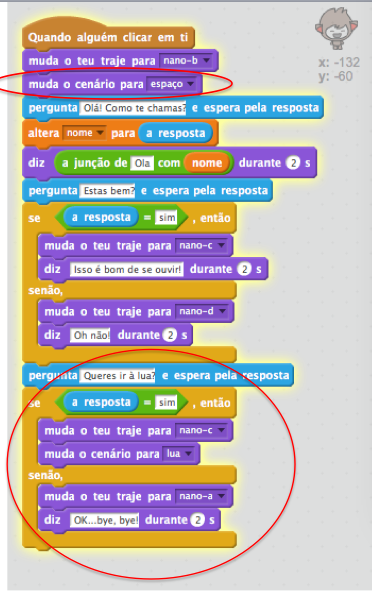 Quando alguém clicar em ti
x: -132
y: -60
muda o teu traje para nano-b
muda o cenário para espaço
pergunta Olá! Como te chamas? e espera pela resposta
altera nome para a resposta
diz a junção de Ola com nome durante 2 s
pergunta Estas bem? e espera pela resposta
se a resposta = sim , então
muda o teu traje para nano-c
diz Isso é bom de se ouvir! durante 2 s
senão,
muda o teu traje para nano-d
diz Oh não! durante 2 s
pergunta Queres ir à lua? e espera pela resposta
se a resposta = sim , então
muda o teu traje para nano-c
muda o cenário para lua
senão,
muda o teu traje para nano-a
diz OK...bye, bye! durante 2 s